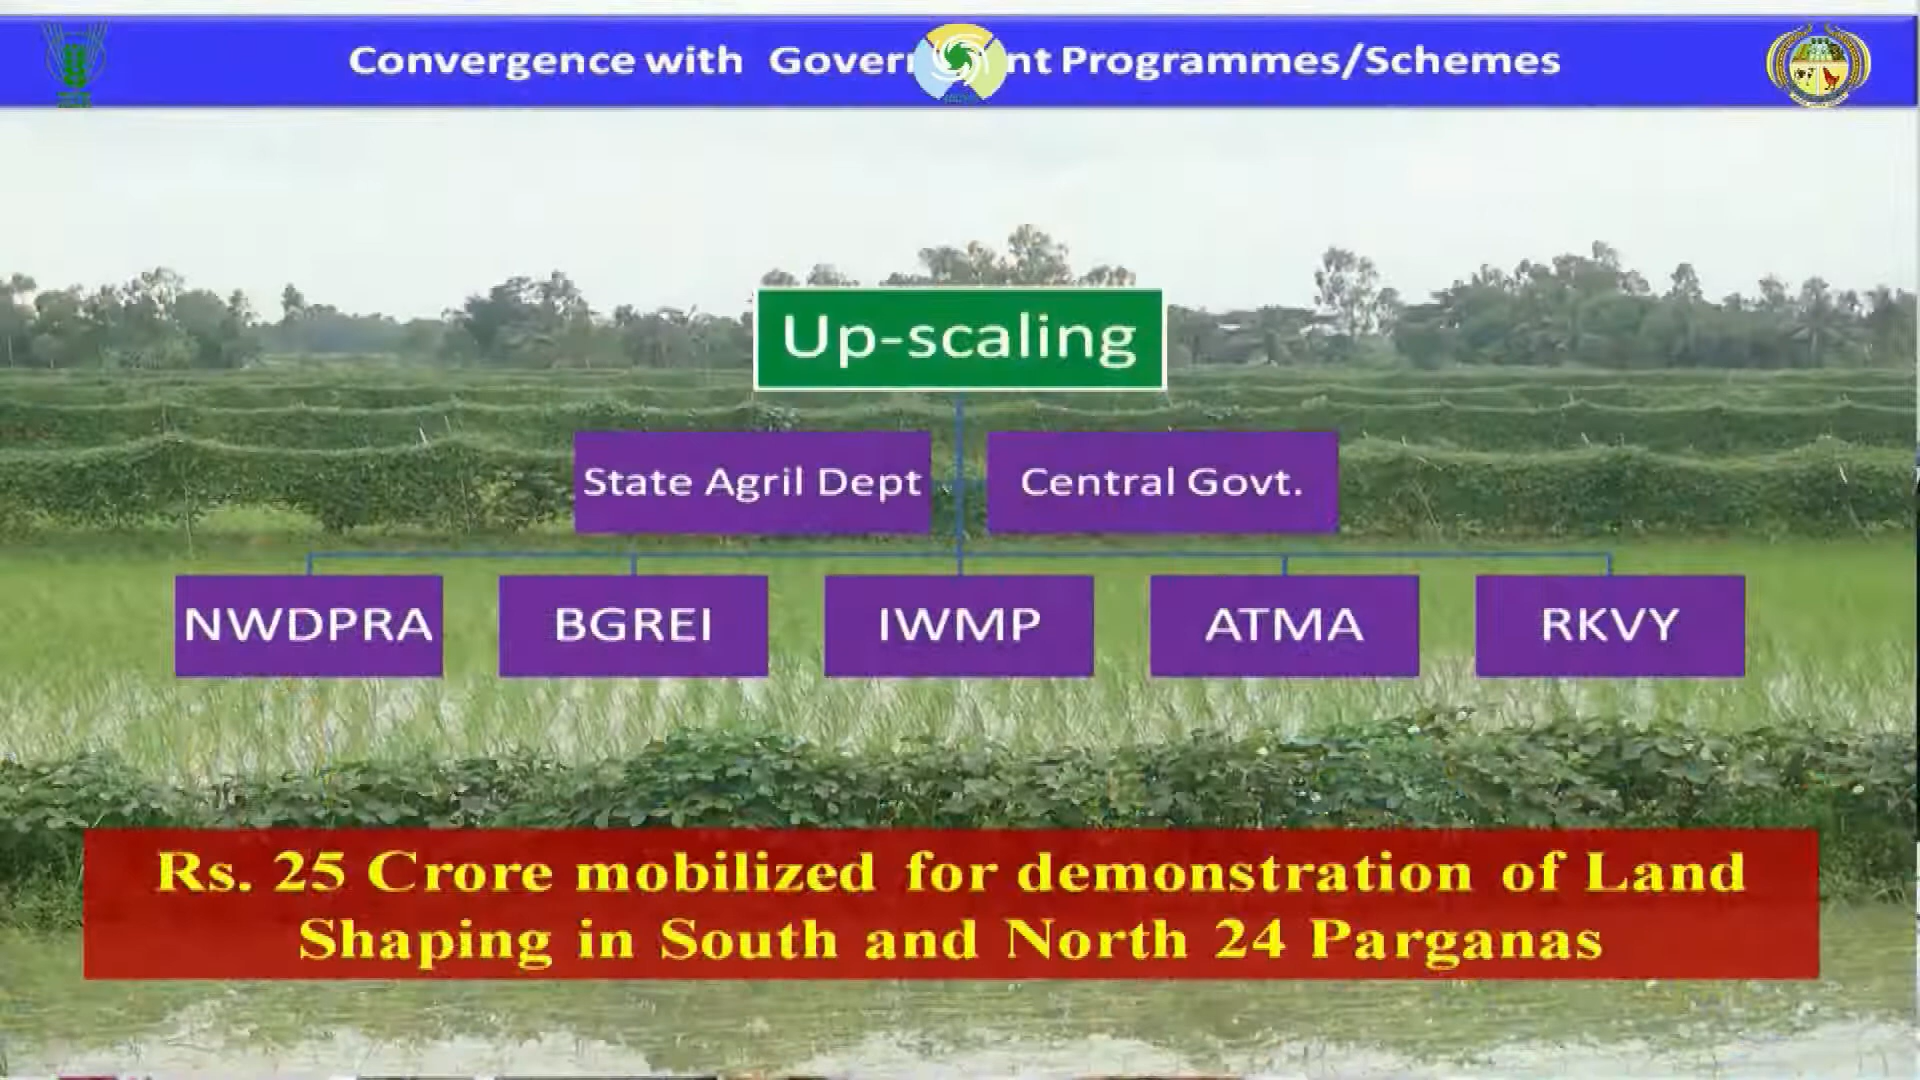 Convergence with Govern nt Programmes/Schemes
Up-scaling
State Agril Dept
Central Govt.
NWDPRA
BGREI
IWMP
ATMA
RKVY
Rs. 25 Crore mobilized for demonstration of Land
Shaping in South and North 24 Parganas